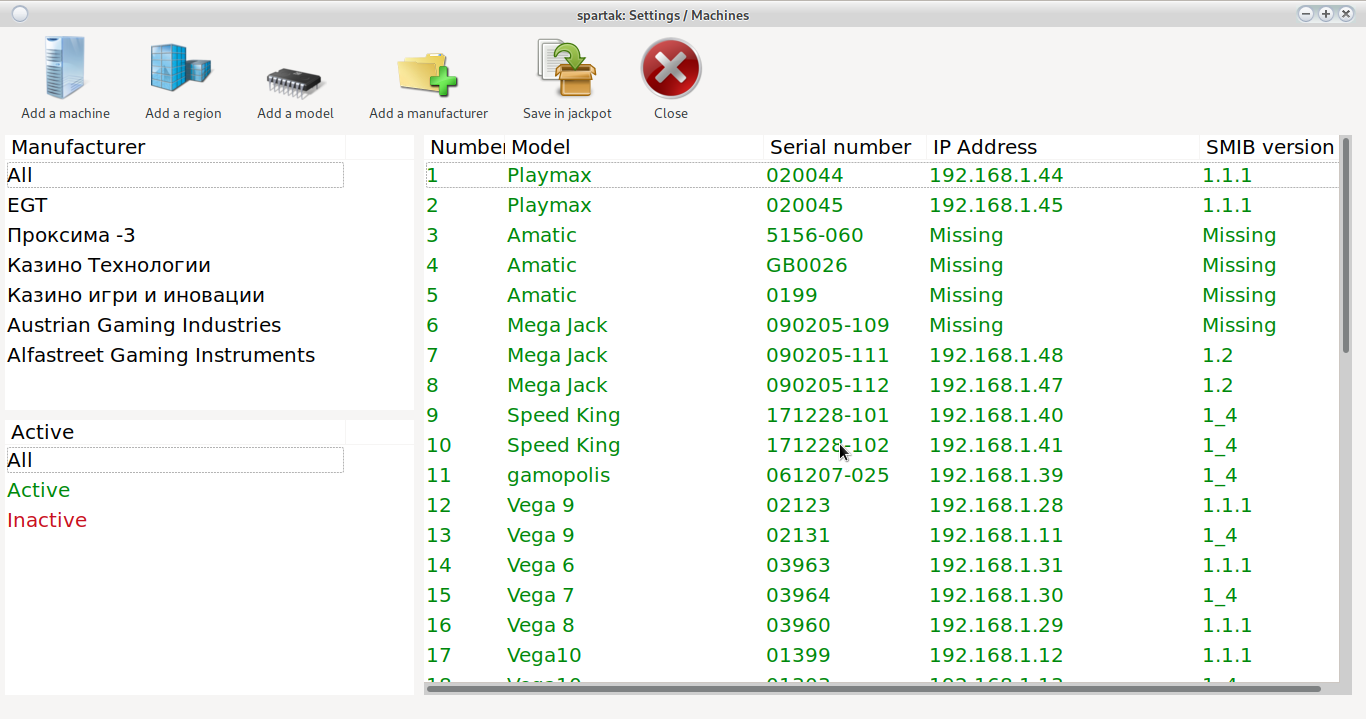 spartak: Settings / Machines
Add a machine Add a region Add a model Add a manufacturer Save in jackpot Close
Manufacturer
All
EGT
Проксима -3
Казино Технологии
Казино игри и иновации
Austrian Gaming Industries
Alfastreet Gaming Instruments
Active
All
Active
Inactive
Number Model Serial number IP Address SMIB version
1 Playmax 020044 192.168.1.44 1.1.1
2 Playmax 020045 192.168.1.45 1.1.1
3 Amatic 5156-060 Missing Missing
4 Amatic GB0026 Missing Missing
5 Amatic 0199 Missing Missing
6 Mega Jack 090205-109 Missing Missing
7 Mega Jack 090205-111 192.168.1.48 1.2
8 Mega Jack 090205-112 192.168.1.47 1.2
9 Speed King 171228-101 192.168.1.40 1_4
10 Speed King 171228-102 192.168.1.41 1_4
11 gamopolis 061207-025 192.168.1.39 1_4
12 Vega 9 02123 192.168.1.28 1.1.1
13 Vega 9 02131 192.168.1.11 1_4
14 Vega 6 03963 192.168.1.31 1.1.1
15 Vega 7 03964 192.168.1.30 1_4
16 Vega 8 03960 192.168.1.29 1.1.1
17 Vega10 01399 192.168.1.12 1.1.1